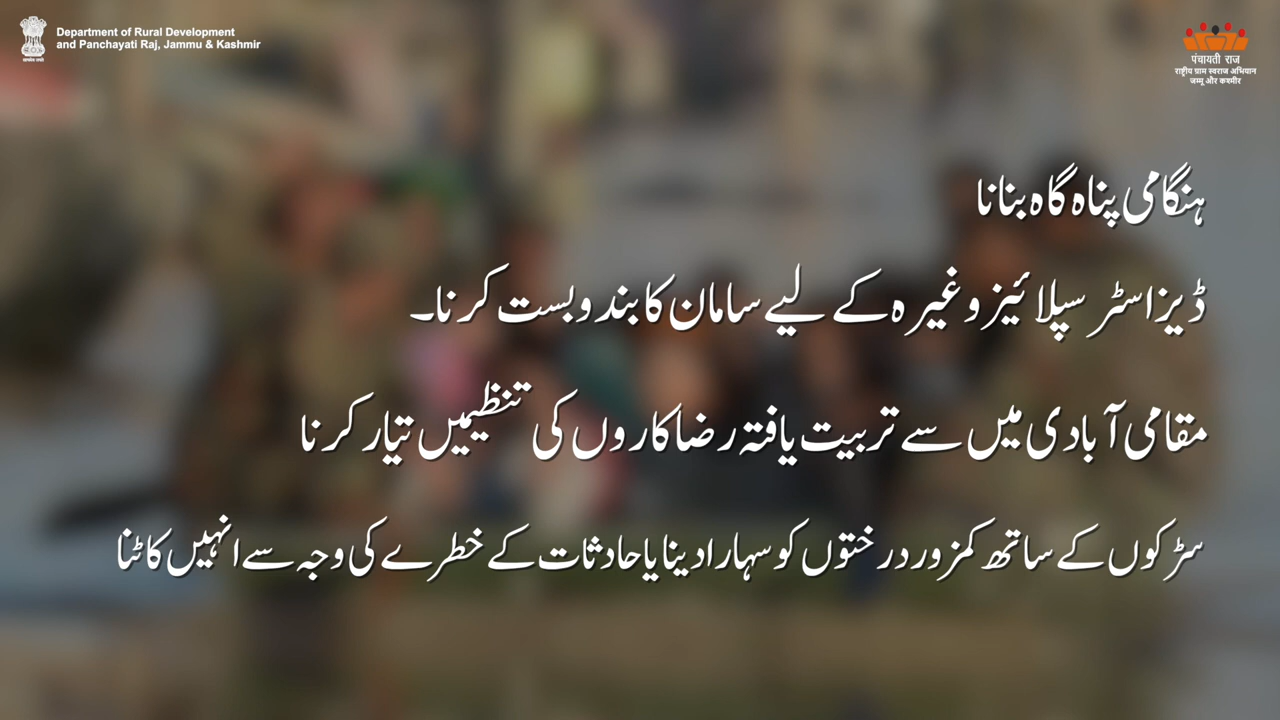 Department of Rural Development
and Panchayati Raj, Jammu & Kashmir
पंचायती राज
राष्ट्रीय ग्राम स्वराज अभियान
जम्मू और कश्मीर
ہنگامی پناہ گاہ بنانا
ڈیزاسٹر سپلائیز وغیرہ کے لیے سامان کا بندوبست کرنا۔
مقامی آبادی میں سے تربیت یافتہ رضاکاروں کی تنظیمیں تیار کرنا
سڑکوں کے ساتھ کمزور درختوں کو سہارا دینا یا حادثات کے خطرے کی وجہ سے انہیں کاٹنا